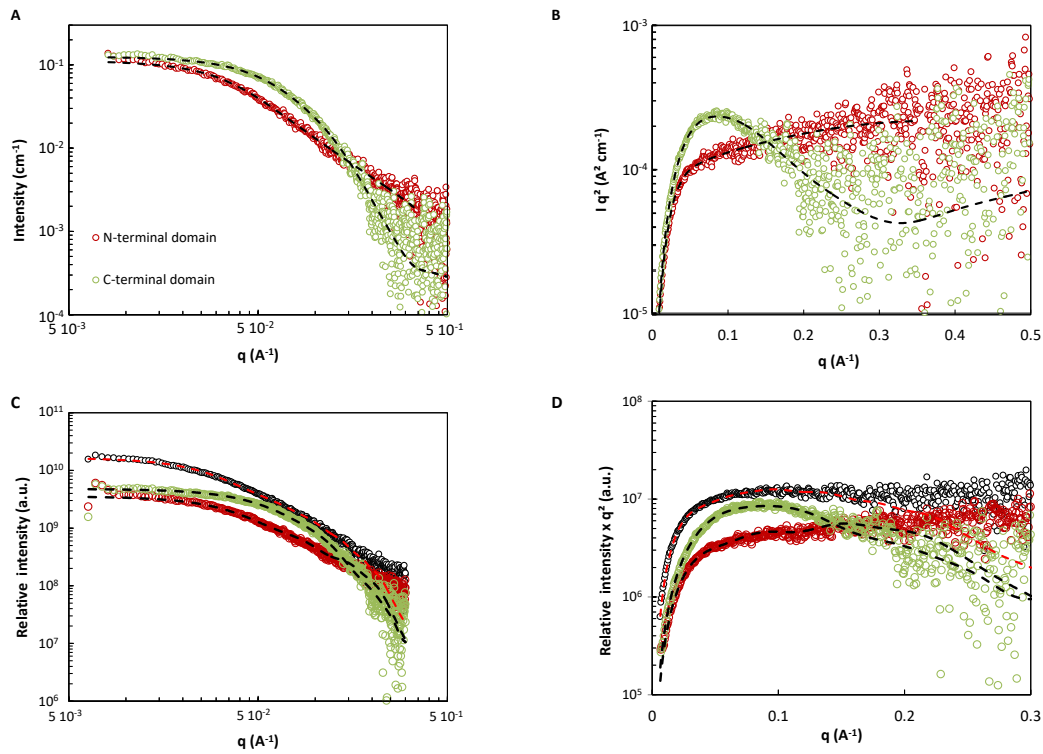 A
10⁻¹
10⁻²
10⁻³
10⁻⁴
Intensity (cm⁻¹)
N-terminal domain
C-terminal domain
5 10⁻³
5 10⁻²
5 10⁻¹
q (A⁻¹)
B
10⁻³
10⁻⁴
10⁻⁵
I q² (A² cm⁻¹)
0
0.1
0.2
0.3
0.4
0.5
q (A⁻¹)
C
10¹¹
10¹⁰
10⁹
10⁸
10⁷
10⁶
Relative intensity (a.u.)
5 10⁻³
5 10⁻²
5 10⁻¹
q (A⁻¹)
D
10⁸
10⁷
10⁶
10⁵
Relative intensity x q² (a.u.)
0
0.1
0.2
0.3
q (A⁻¹)